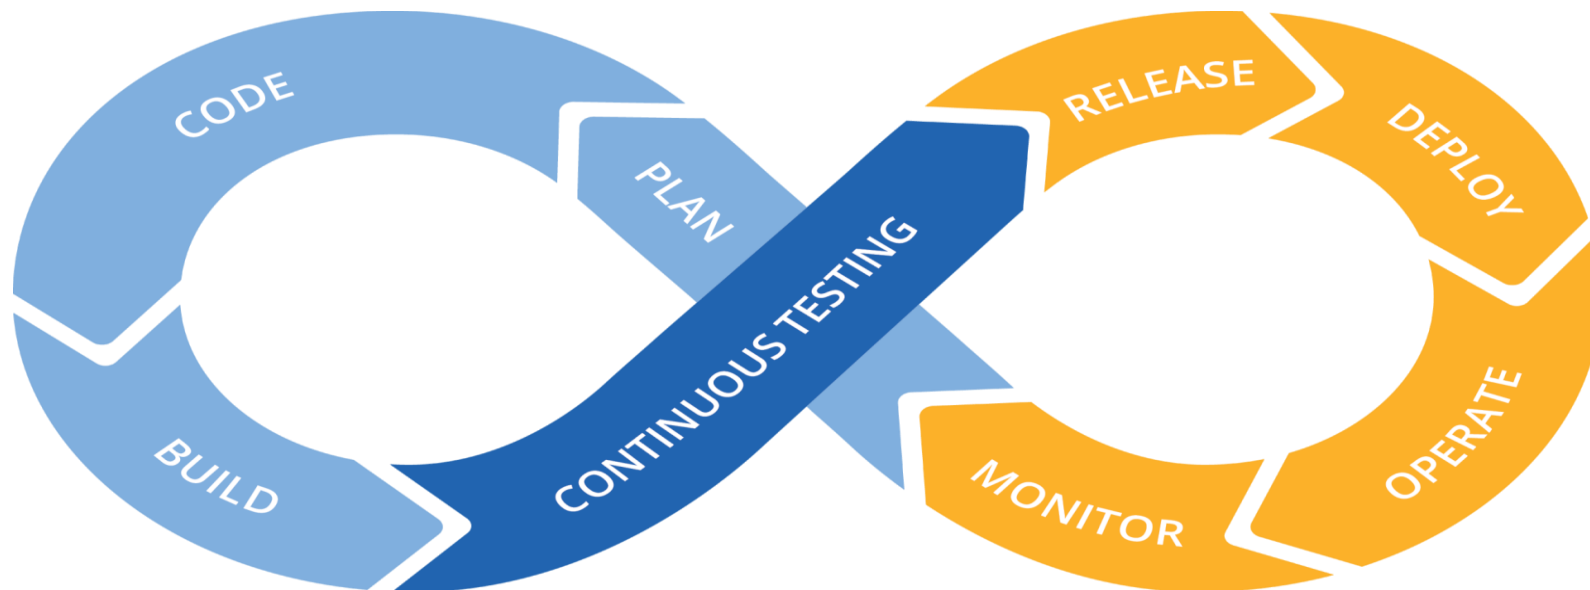 CODE
PLAN
BUILD
CONTINUOUS TESTING
RELEASE
DEPLOY
OPERATE
MONITOR